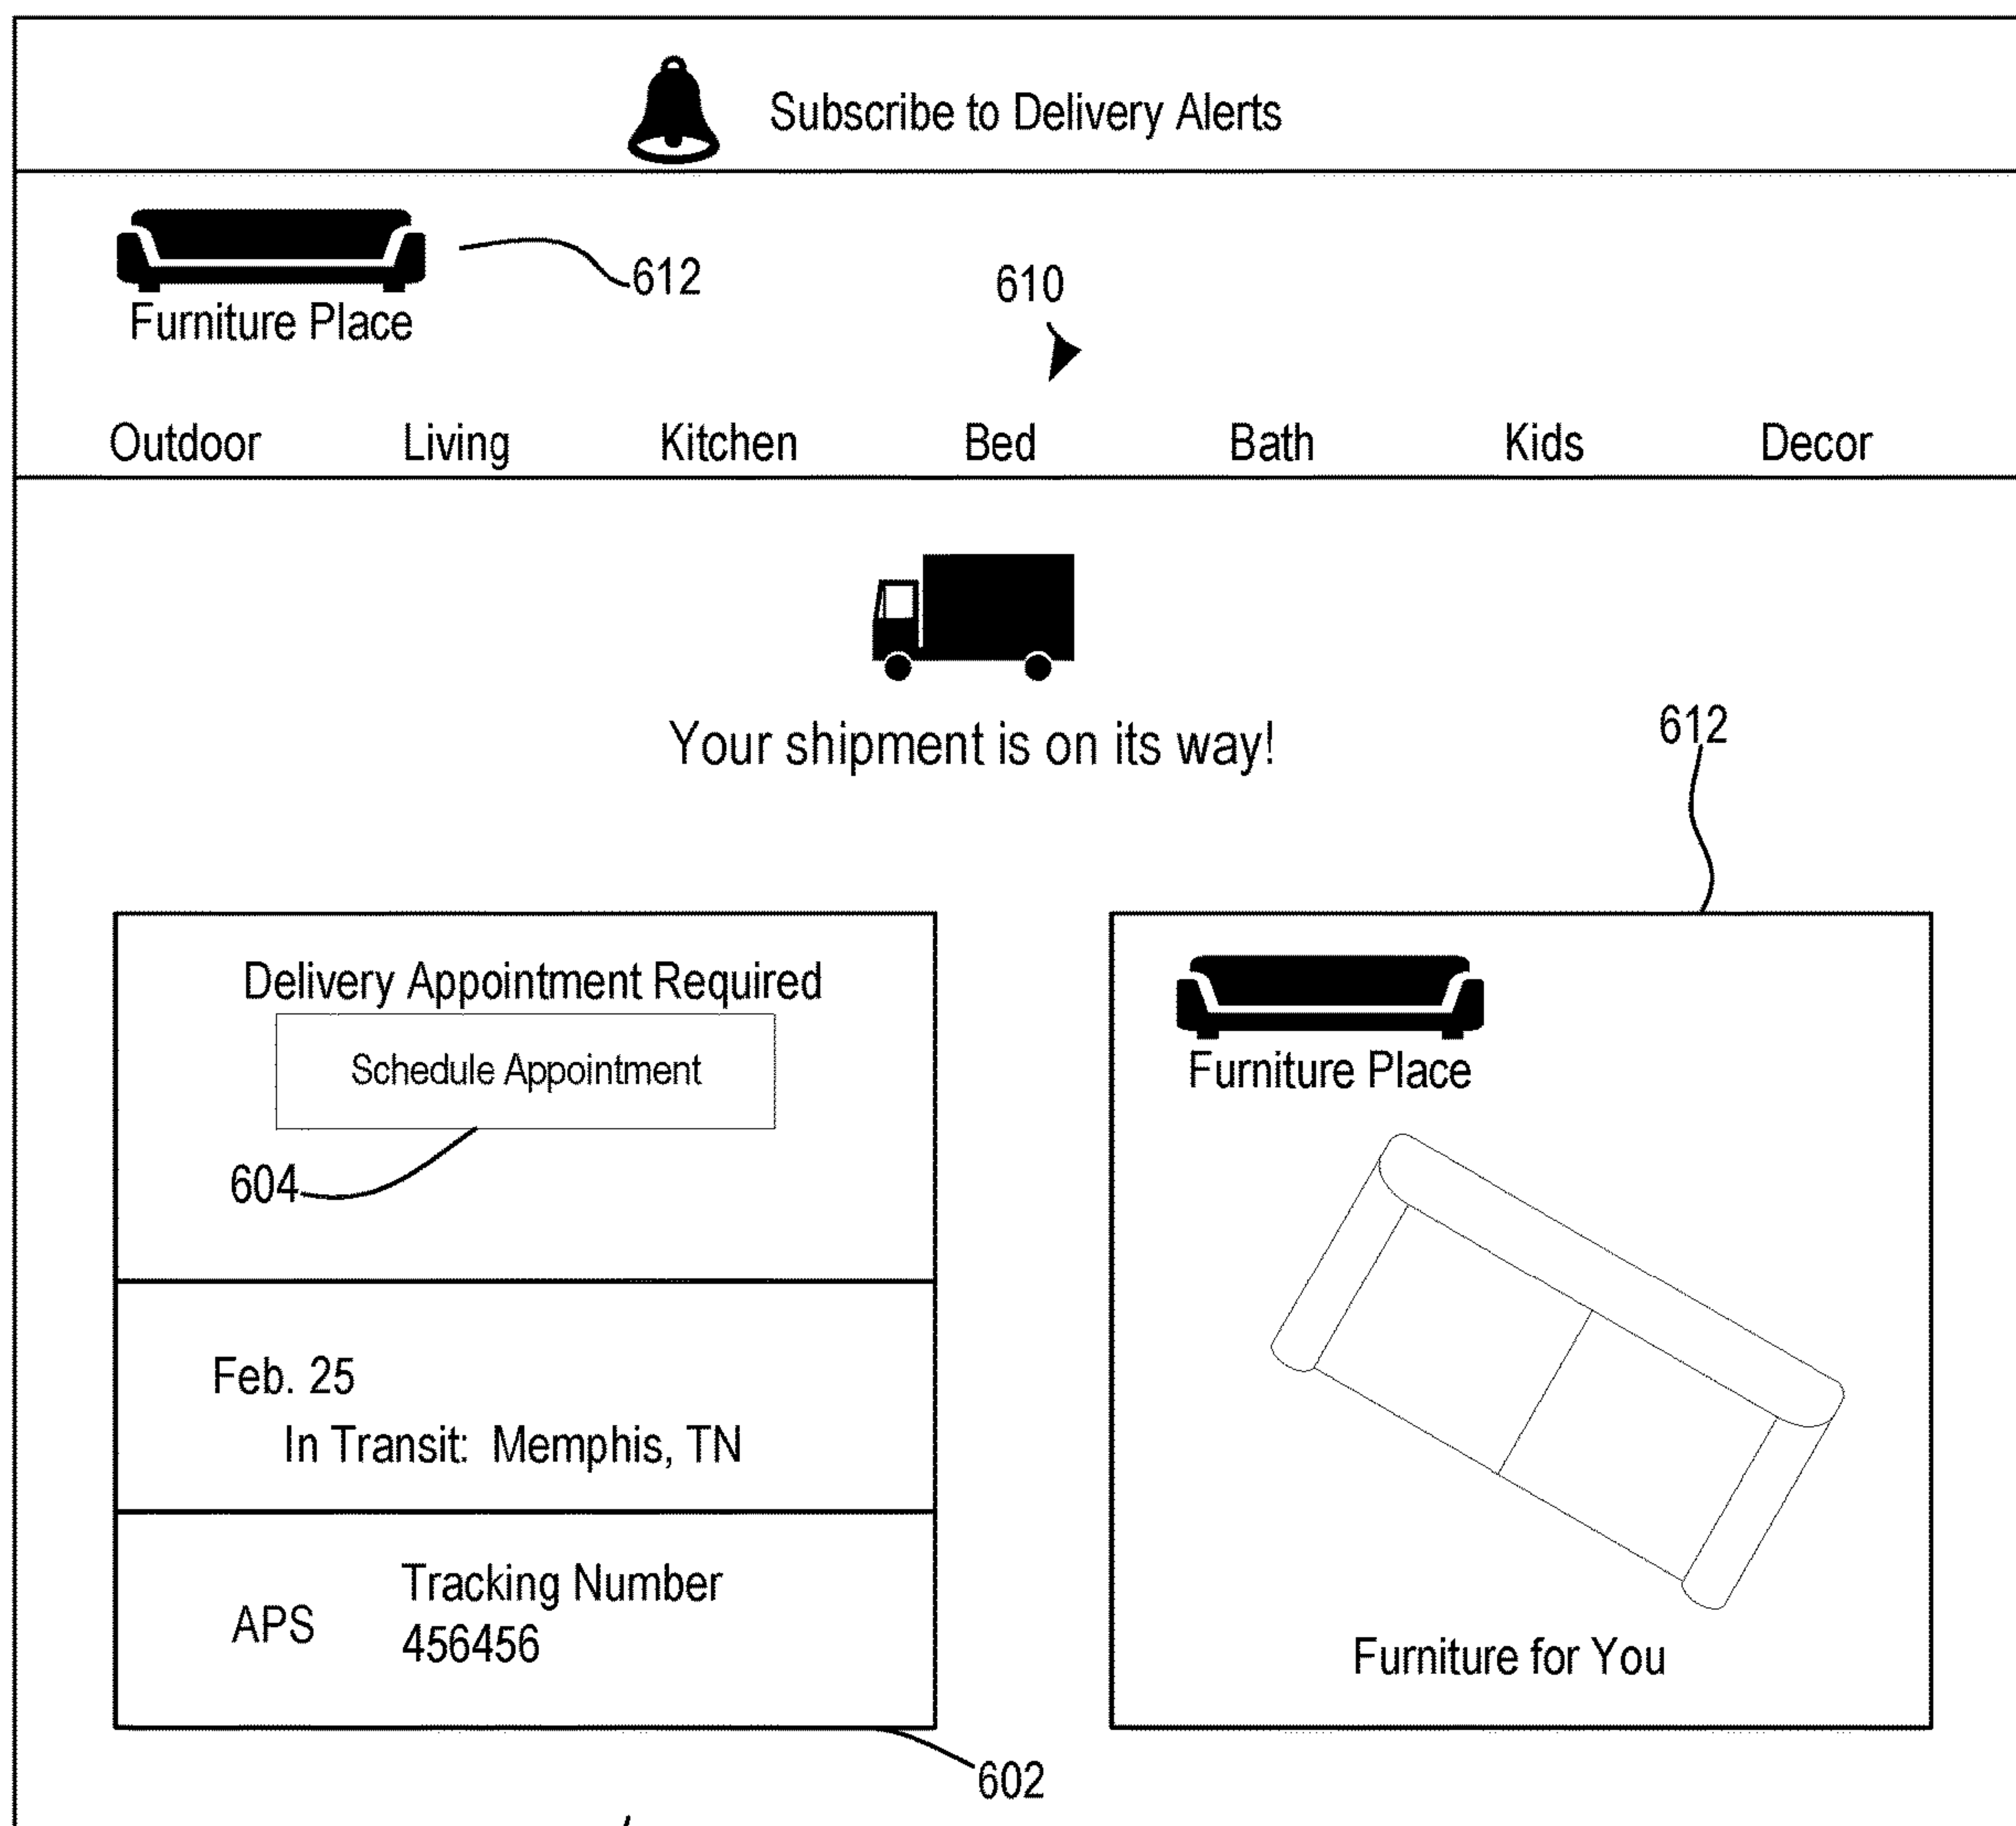 Subscribe to Delivery Alerts
612
610
Furniture Place
Outdoor Living Kitchen Bed Bath Kids Decor
Your shipment is on its way!
612
Delivery Appointment Required
Schedule Appointment
604
Feb. 25
In Transit: Memphis, TN
APS
Tracking Number
456456
602
Furniture Place
Furniture for You